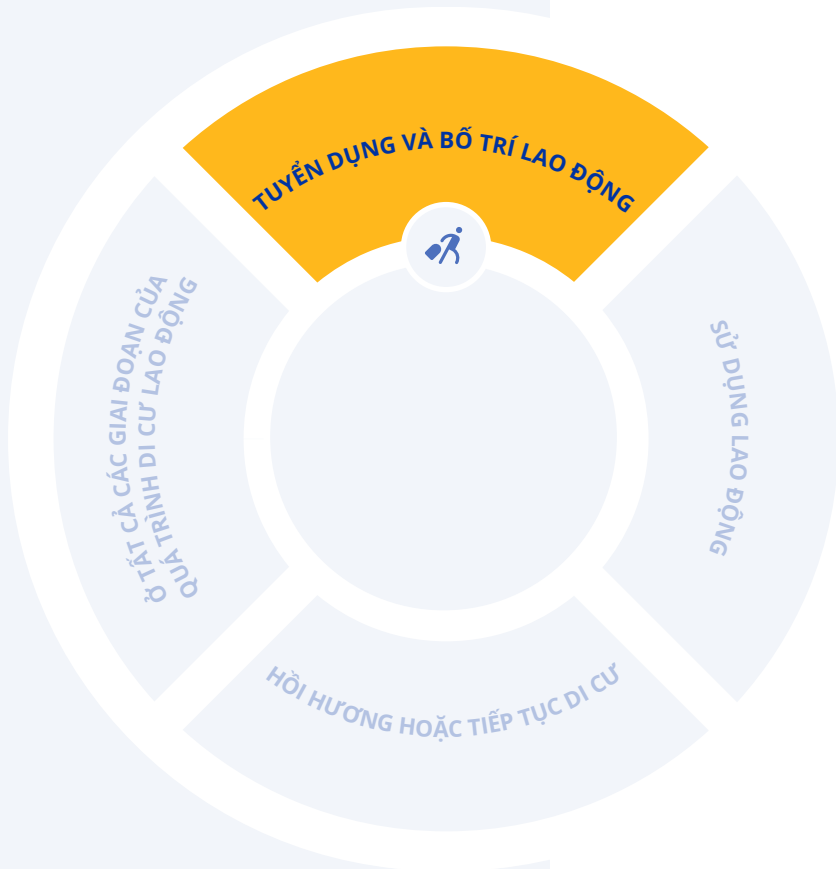 TUYỂN DỤNG VÀ BỐ TRÍ LAO ĐỘNG
SỬ DỤNG LAO ĐỘNG
HỒI HƯƠNG HOẶC TIẾP TỤC DI CƯ
Ở TẤT CẢ CÁC GIAI ĐOẠN CỦA
QUÁ TRÌNH DI CƯ LAO ĐỘNG